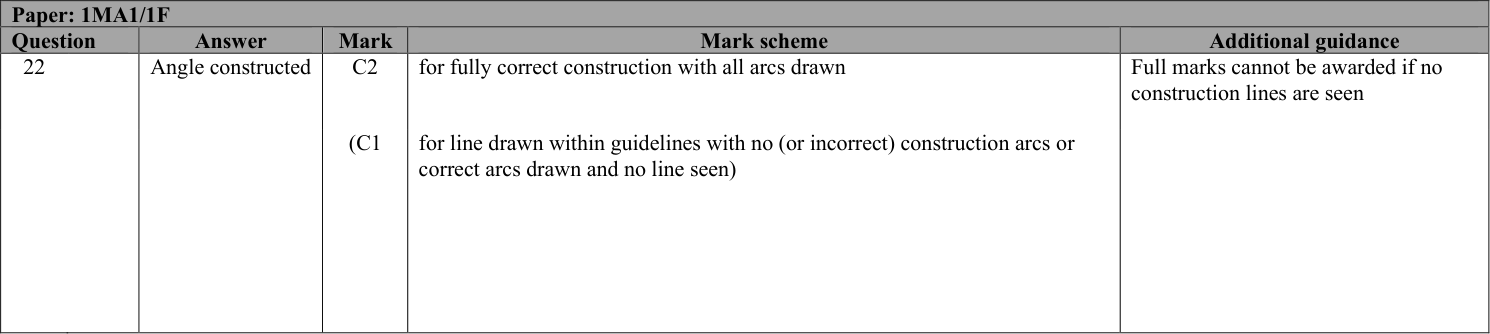 Paper: 1MA1/1F
Question Answer Mark Mark scheme Additional guidance
22 Angle constructed C2 for fully correct construction with all arcs drawn Full marks cannot be awarded if no
construction lines are seen
(C1 for line drawn within guidelines with no (or incorrect) construction arcs or
correct arcs drawn and no line seen)